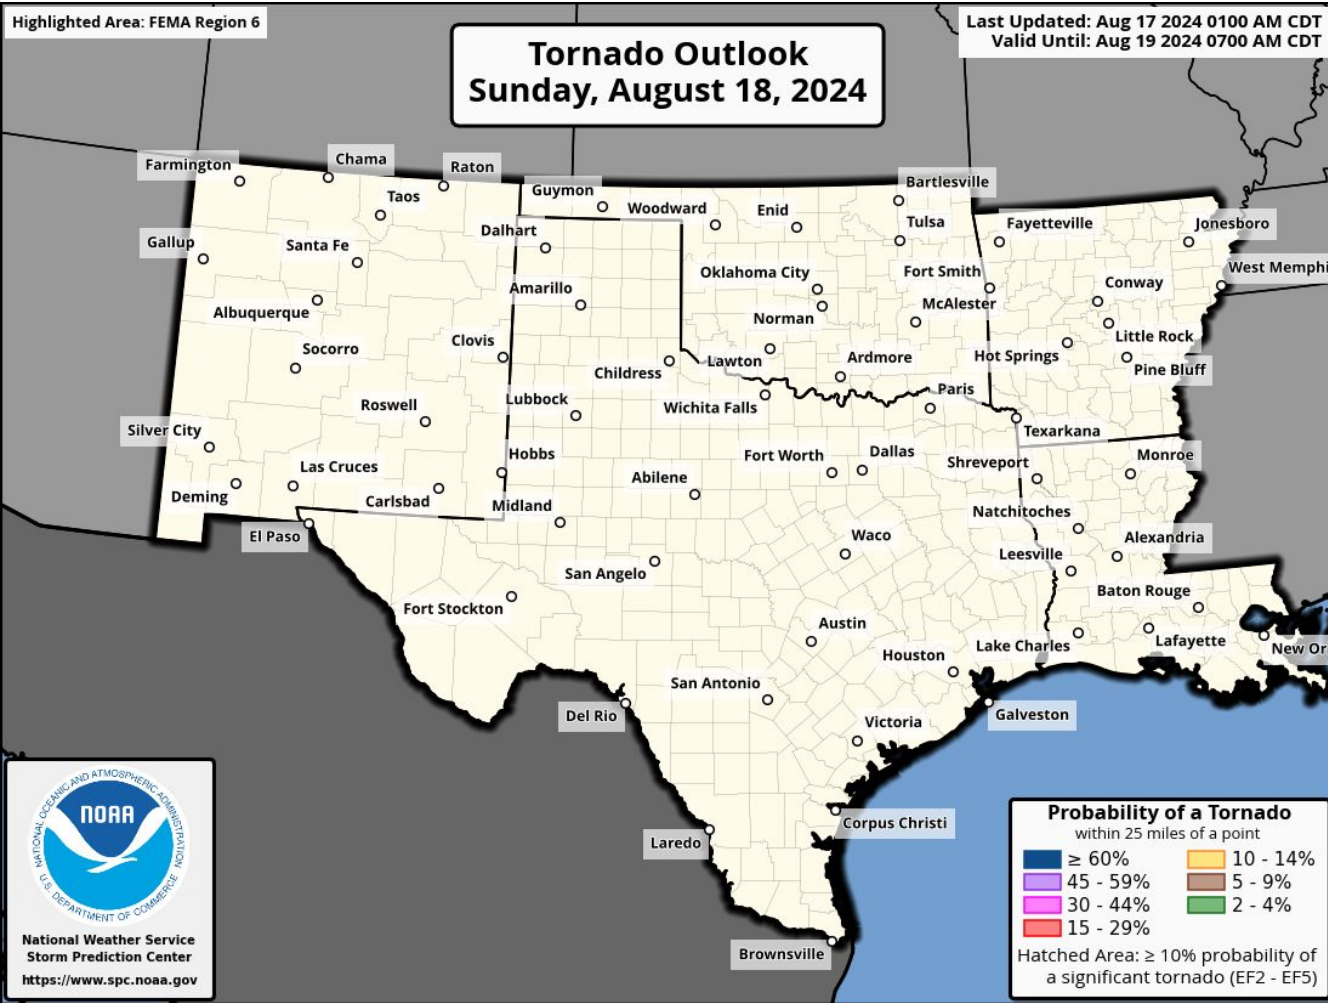 Highlighted Area: FEMA Region 6
Last Updated: Aug 17 2024 0100 AM CDT
Valid Until: Aug 19 2024 0700 AM CDT
Tornado Outlook
Sunday, August 18, 2024
Farmington
Chama
Raton
Taos
Guymon
Woodward
Enid
Bartlesville
Tulsa
Fayetteville
Jonesboro
Gallup
Santa Fe
Dalhart
Oklahoma City
Fort Smith
West Memphi
Albuquerque
Amarillo
Norman
McAlester
Conway
Socorro
Clovis
Childress
Lawton
Ardmore
Hot Springs
Little Rock
Pine Bluff
Roswell
Lubbock
Wichita Falls
Paris
Texarkana
Silver City
Las Cruces
Hobbs
Abilene
Fort Worth
Dallas
Shreveport
Monroe
Deming
Carlsbad
Midland
Natchitoches
El Paso
San Angelo
Waco
Leesville
Alexandria
Fort Stockton
Baton Rouge
Austin
Houston
Lake Charles
Lafayette
New Or
San Antonio
Del Rio
Victoria
Galveston
Laredo
Corpus Christi
Brownsville
NATIONAL OCEANIC AND ATMOSPHERIC ADMINISTRATION
NOAA
U.S. DEPARTMENT OF COMMERCE
National Weather Service
Storm Prediction Center
https://www.spc.noaa.gov
Probability of a Tornado
within 25 miles of a point
≥ 60%
45 - 59%
30 - 44%
15 - 29%
10 - 14%
5 - 9%
2 - 4%
Hatched Area: ≥ 10% probability of
a significant tornado (EF2 - EF5)